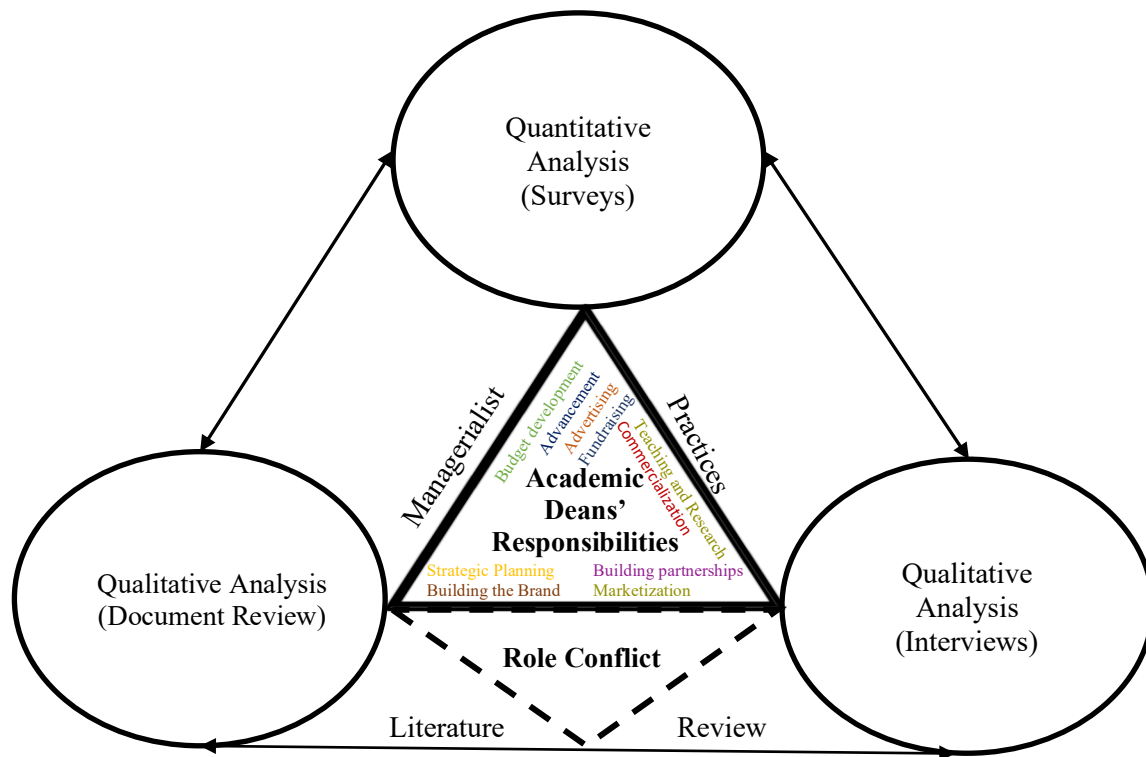 Quantitative
Analysis
(Surveys)
Managerialist
Practices
Budget development
Advancement
Advertising
Fundraising
Teaching and Research
Commercialization
Academic
Deans’
Responsibilities
Strategic Planning
Building partnerships
Building the Brand
Marketization
Qualitative Analysis
(Document Review)
Qualitative
Analysis
(Interviews)
Role Conflict
Literature
Review